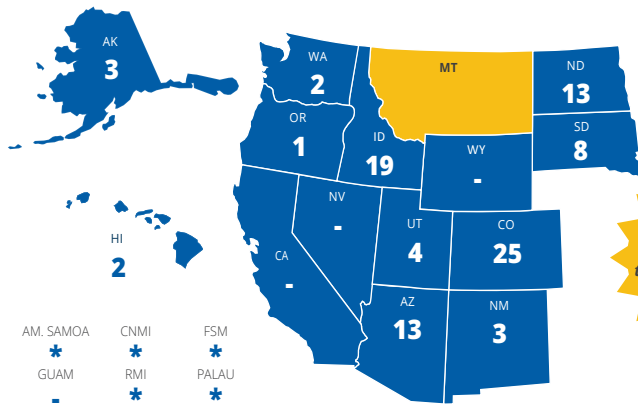 AK
3
WA
2
MT
ND
13
OR
1
ID
19
SD
8
WY
-
NV
-
UT
4
CO
25
HI
2
CA
-
AZ
13
NM
3
AM. SAMOA CNMI FSM
* * *
GUAM RMI PALAU
- * *